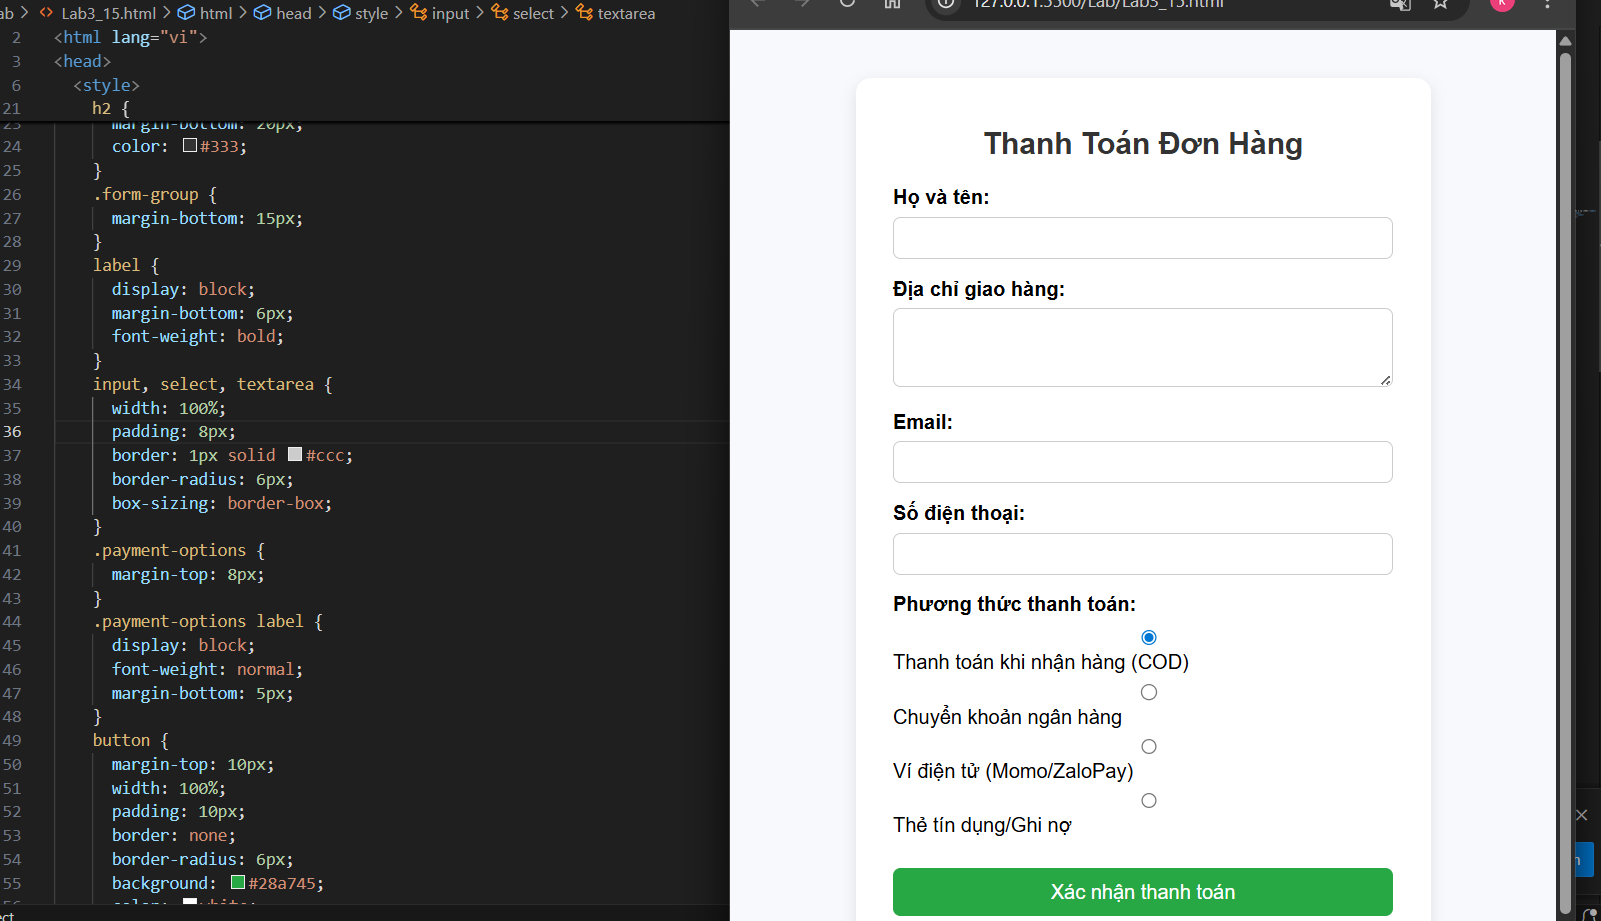 ab > <> Lab3_15.html > html > head > style > input > select > textarea
2 <html lang="vi">
3 <head>
6 <style>
21 h2 {
23 margin-bottom: 20px;
24 color: #333;
25 }
26 .form-group {
27 margin-bottom: 15px;
28 }
29 label {
30 display: block;
31 margin-bottom: 6px;
32 font-weight: bold;
33 }
34 input, select, textarea {
35 width: 100%;
36 padding: 8px;
37 border: 1px solid #ccc;
38 border-radius: 6px;
39 box-sizing: border-box;
40 }
41 .payment-options {
42 margin-top: 8px;
43 }
44 .payment-options label {
45 display: block;
46 font-weight: normal;
47 margin-bottom: 5px;
48 }
49 button {
50 margin-top: 10px;
51 width: 100%;
52 padding: 10px;
53 border: none;
54 border-radius: 6px;
55 background: #28a745;
56 color: white;
ect
127.0.0.1:5500/Lab/Lab3_15.html
K
Thanh Toán Đơn Hàng
Họ và tên:
Địa chỉ giao hàng:
Email:
Số điện thoại:
Phương thức thanh toán:
Thanh toán khi nhận hàng (COD)
Chuyển khoản ngân hàng
Ví điện tử (Momo/ZaloPay)
Thẻ tín dụng/Ghi nợ
Xác nhận thanh toán
n